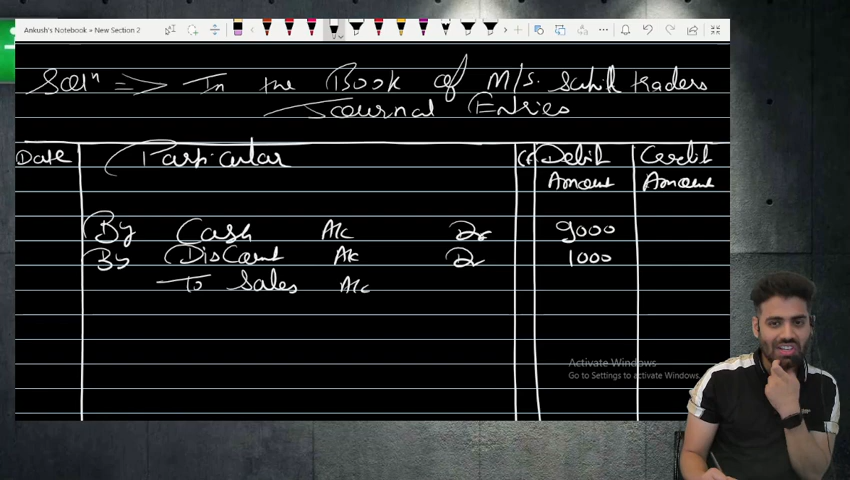 Ankush's Notebook » New Section 2
Solⁿ => In the Book of M/S. Sahil traders
Journal Entries
Date Particular LF Debit Amount Credit Amount
By Cash A/c Dr 9000
By Discount A/c Dr 1000
To Sales A/c
Activate Windows
Go to Settings to activate Windows.